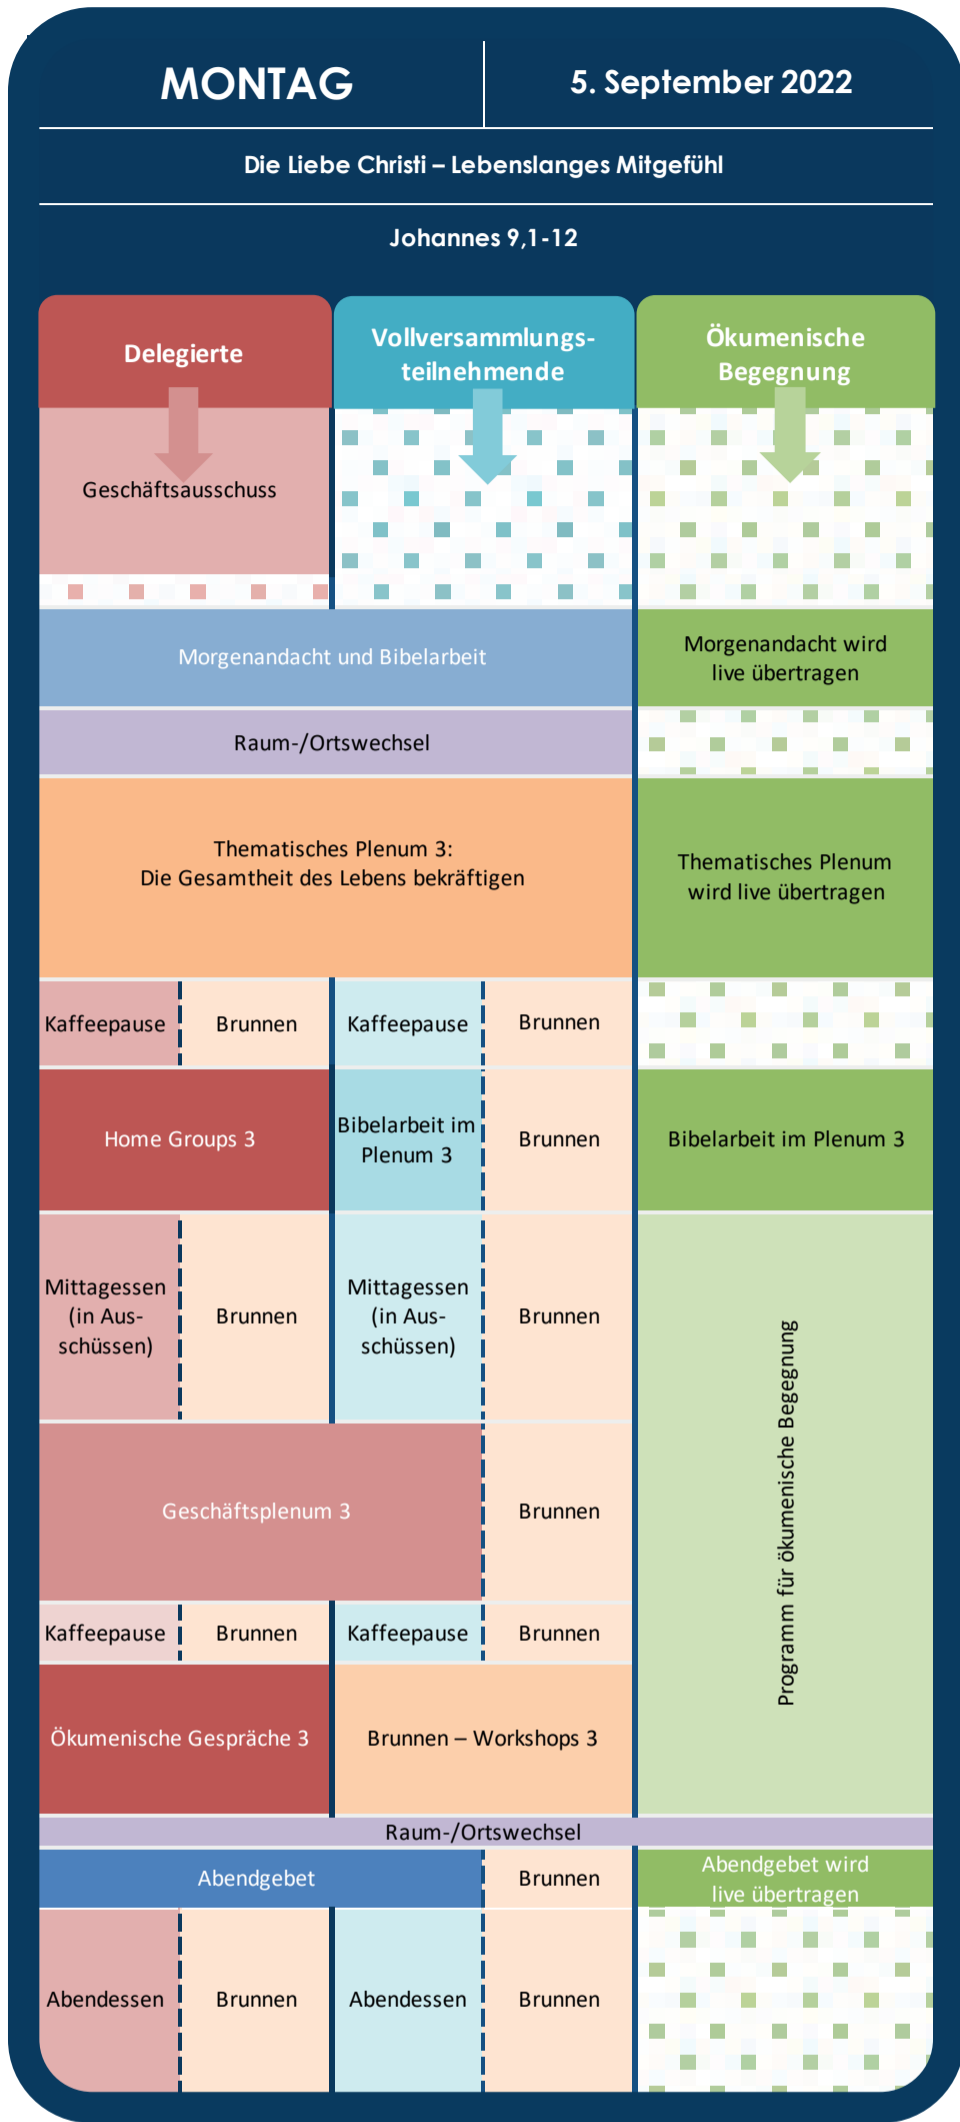 MONTAG
5. September 2022
Die Liebe Christi – Lebenslanges Mitgefühl
Johannes 9,1-12
Delegierte
Vollversammlungs-
teilnehmende
Ökumenische
Begegnung
Geschäftsausschuss
Morgenandacht und Bibelarbeit
Morgenandacht wird
live übertragen
Raum-/Ortswechsel
Thematisches Plenum 3:
Die Gesamtheit des Lebens bekräftigen
Thematisches Plenum
wird live übertragen
Kaffeepause
Brunnen
Kaffeepause
Brunnen
Home Groups 3
Bibelarbeit im
Plenum 3
Brunnen
Bibelarbeit im Plenum 3
Mittagessen
(in Aus-
schüssen)
Brunnen
Mittagessen
(in Aus-
schüssen)
Brunnen
Programm für ökumenische Begegnung
Geschäftsplenum 3
Brunnen
Kaffeepause
Brunnen
Kaffeepause
Brunnen
Ökumenische Gespräche 3
Brunnen – Workshops 3
Raum-/Ortswechsel
Abendgebet
Brunnen
Abendgebet wird
live übertragen
Abendessen
Brunnen
Abendessen
Brunnen